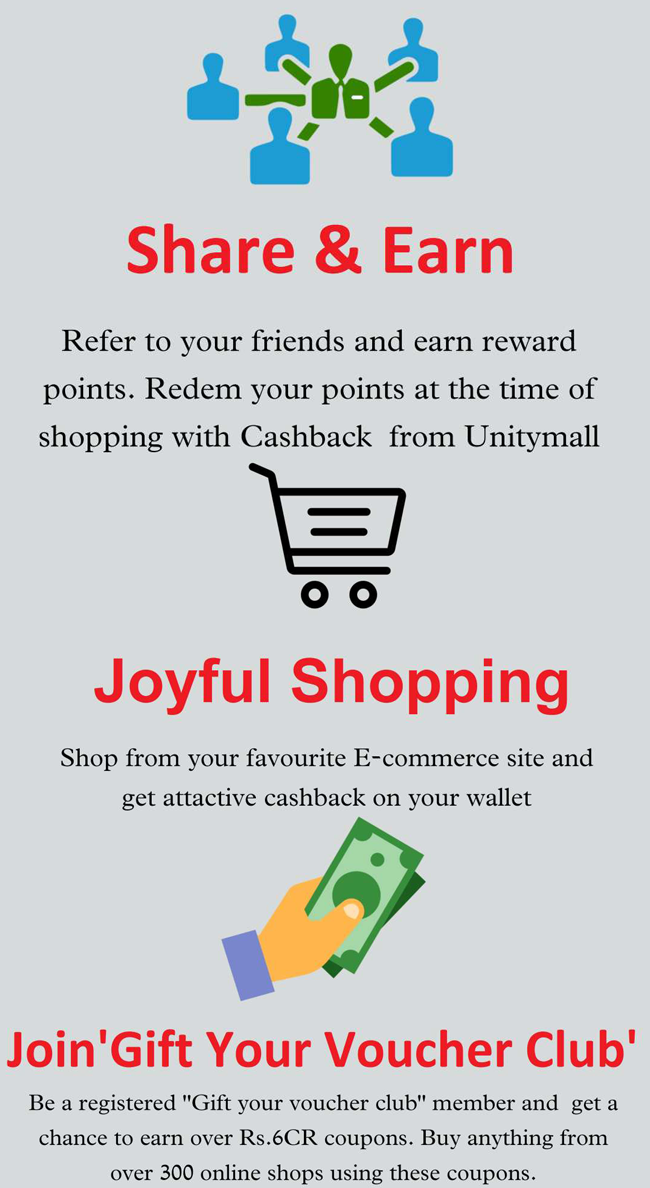 Share & Earn
Refer to your friends and earn reward
points. Redem your points at the time of
shopping with Cashback  from Unitymall
Joyful Shopping
Shop from your favourite E-commerce site and
get attactive cashback on your wallet
Join'Gift Your Voucher Club'
Be a registered "Gift your voucher club" member and  get a
chance to earn over Rs.6CR coupons. Buy anything from
over 300 online shops using these coupons.